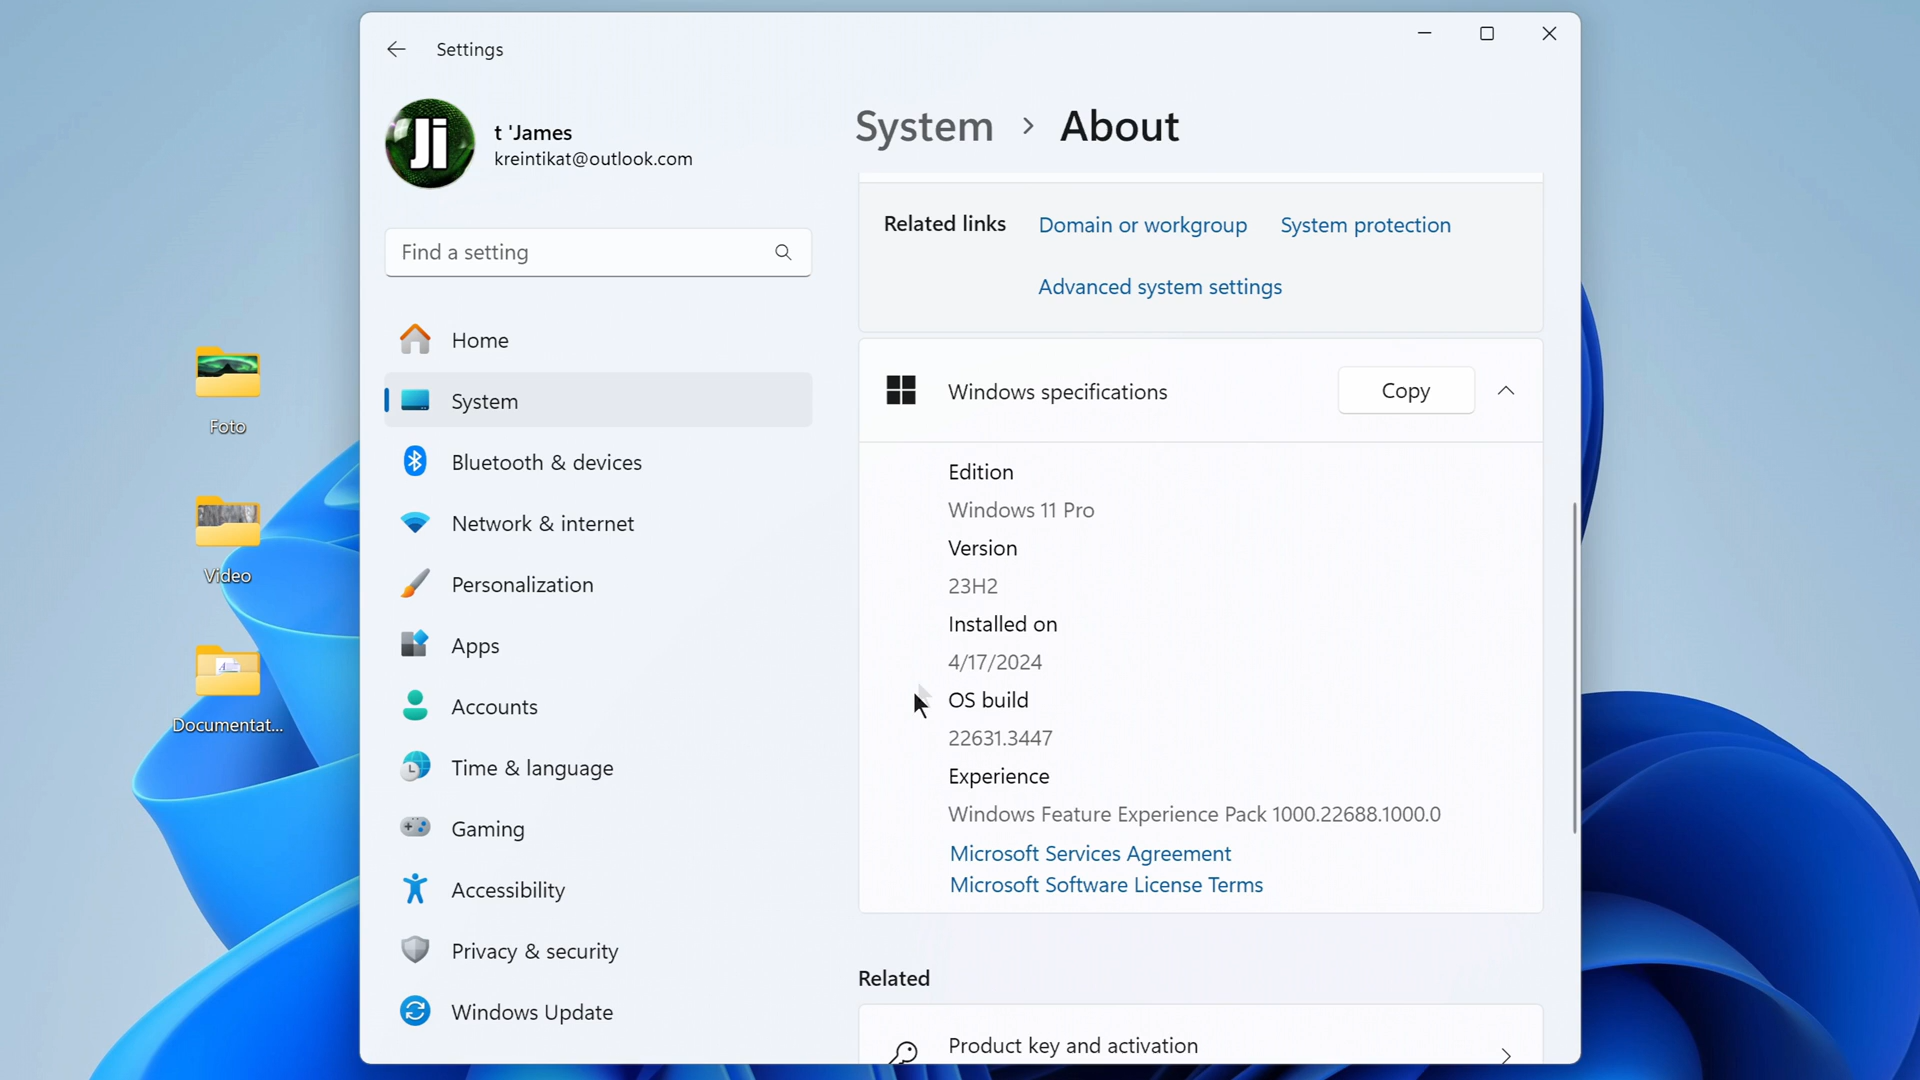 Settings
Ji
t 'James
kreintikat@outlook.com
Find a setting
Home
System
Bluetooth & devices
Network & internet
Personalization
Apps
Accounts
Time & language
Gaming
Accessibility
Privacy & security
Windows Update
System > About
Related links Domain or workgroup System protection
Advanced system settings
Windows specifications Copy
Edition
Windows 11 Pro
Version
23H2
Installed on
4/17/2024
OS build
22631.3447
Experience
Windows Feature Experience Pack 1000.22688.1000.0
Microsoft Services Agreement
Microsoft Software License Terms
Related
Product key and activation
Foto
Video
Documentat...